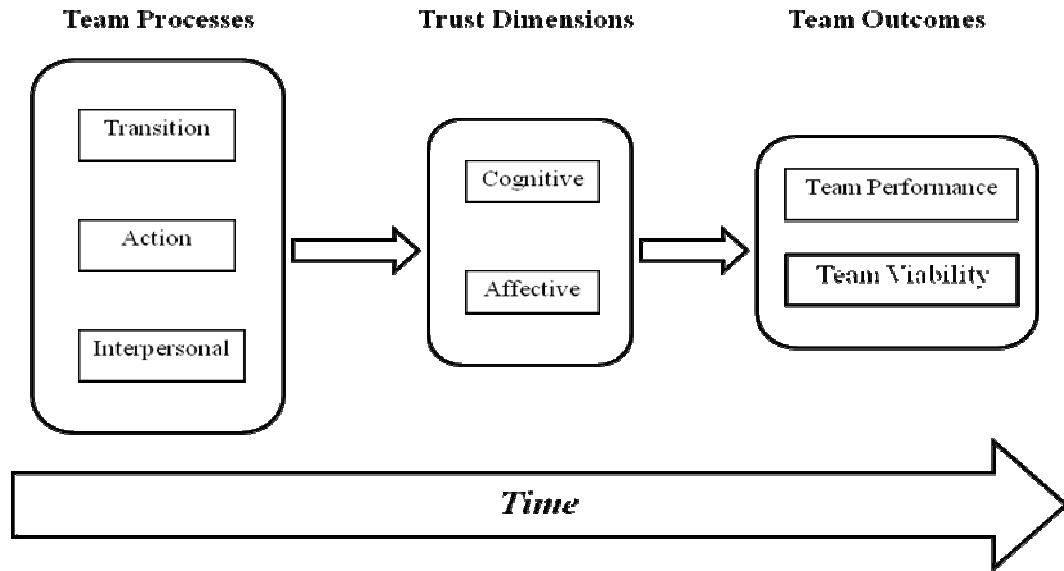 Team Processes
Trust Dimensions
Team Outcomes
Transition
Action
Interpersonal
Cognitive
Affective
Team Performance
Team Viability
Time